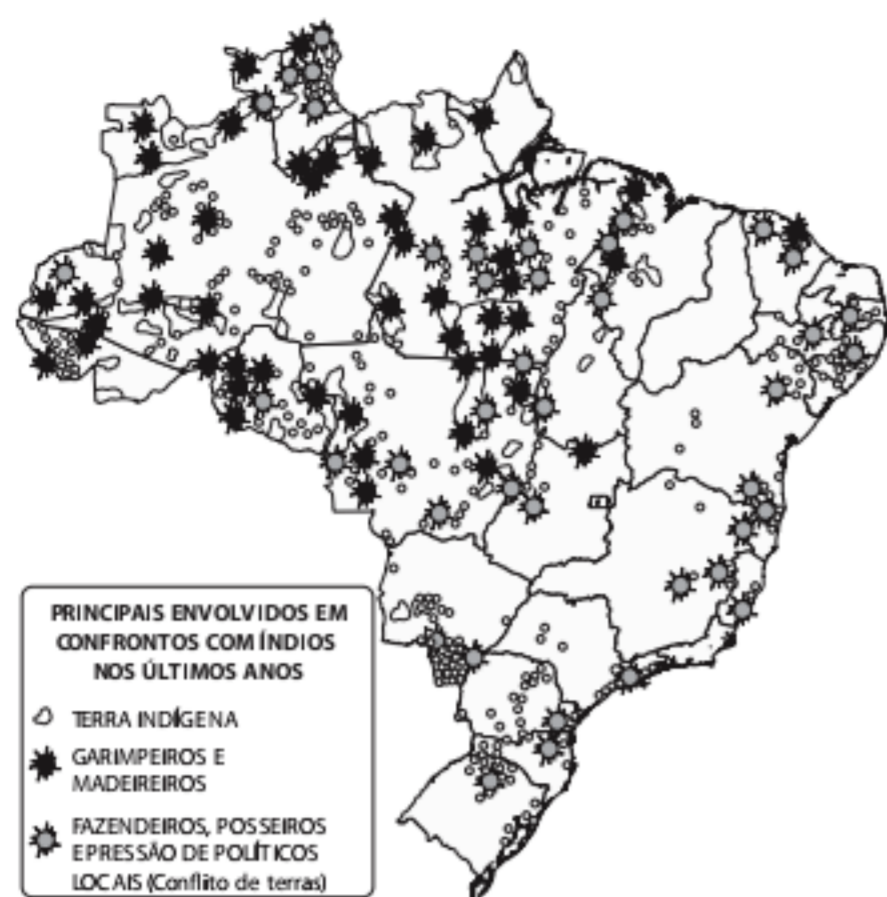 PRINCIPAIS ENVOLVIDOS EM
CONFRONTOS COM ÍNDIOS
NOS ÚLTIMOS ANOS
TERRA INDÍGENA
GARIMPEIROS E
MADEIREIROS
FAZENDEIROS, POSSEIROS
E PRESSÃO DE POLÍTICOS
LOCAIS (Conflito de terras)